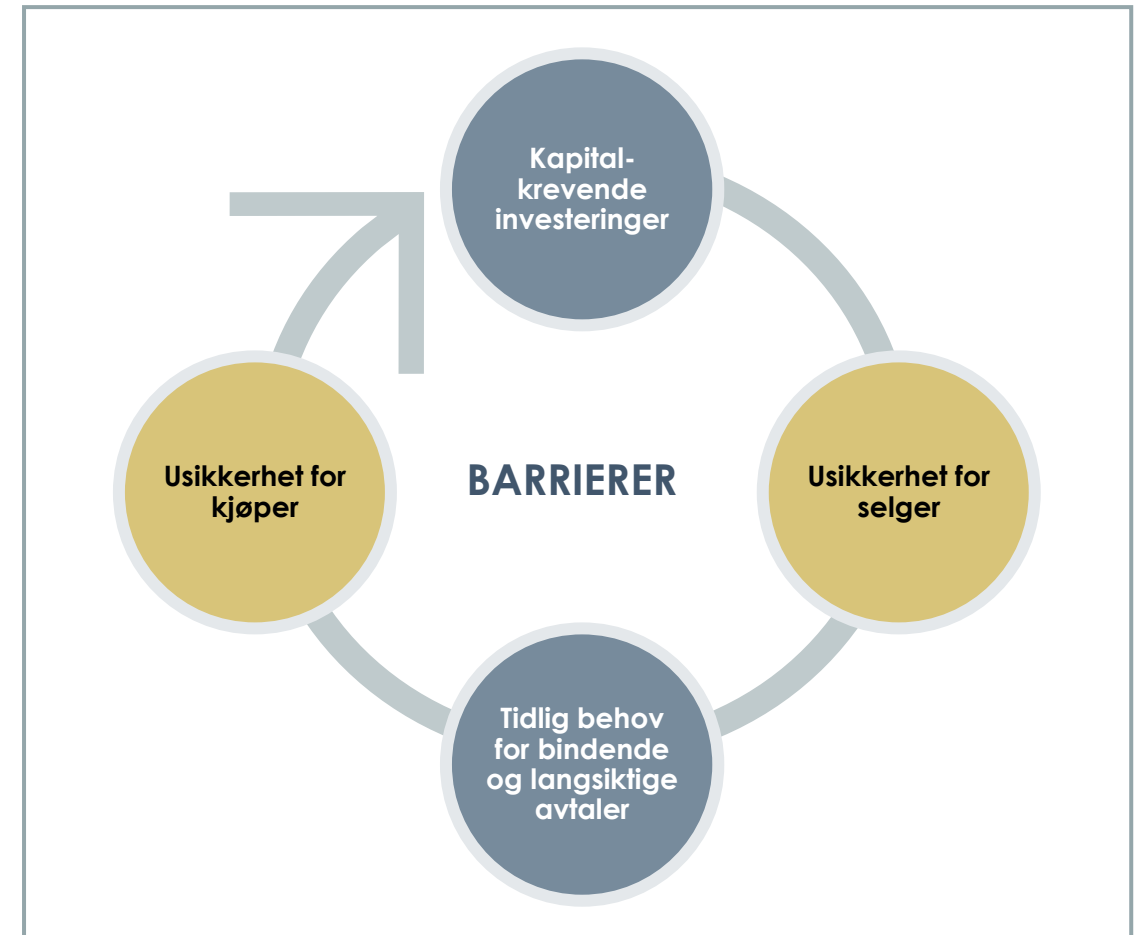 Kapital-
krevende
investeringer
Usikkerhet for
kjøper
BARRIERER
Usikkerhet for
selger
Tidlig behov
for bindende
og langsiktige
avtaler